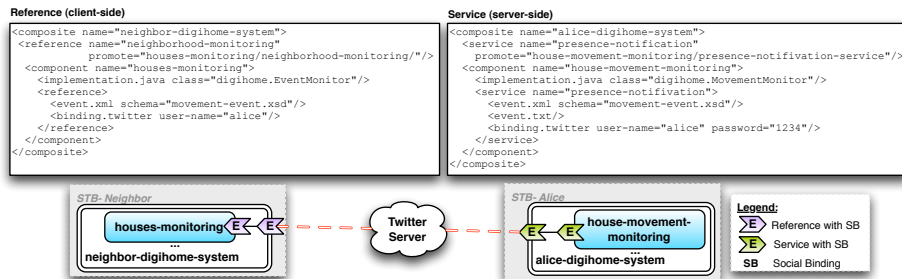 Reference (client-side)
<composite name="neighbor-digihome-system">
<reference name="neighborhood-monitoring"
promote="houses-monitoring/neighborhood-monitoring/"/>
<component name="houses-monitoring">
<implementation.java class="digihome.EventMonitor"/>
<reference>
<event.xml schema="movement-event.xsd"/>
<binding.twitter user-name="alice"/>
</reference>
</component>
</composite>
Service (server-side)
<composite name="alice-digihome-system">
<service name="presence-notification"
promote="house-movement-monitoring/presence-notifivation-service"/>
<component name="house-movement-monitoring">
<implementation.java class="digihome.MovementMonitor"/>
<service name="presence-notifivation">
<event.xml schema="movement-event.xsd"/>
<event.txt/>
<binding.twitter user-name="alice" password="1234"/>
</service>
</component>
</composite>
STB- Neighbor
houses-monitoring
E
E
...
neighbor-digihome-system
Twitter
Server
STB- Alice
E
E
house-movement-
monitoring
...
alice-digihome-system
Legend:
E Reference with SB
E Service with SB
SB Social Binding